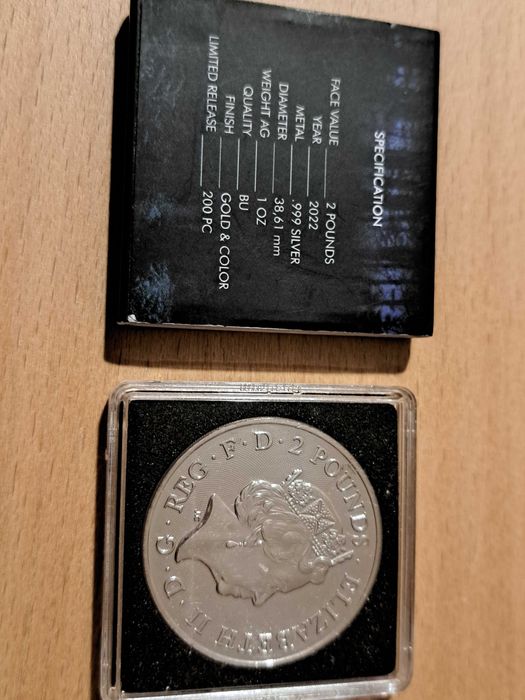 SPECIFICATION
FACE VALUE 2 POUNDS
YEAR 2022
METAL .999 SILVER
DIAMETER 38,61 mm
WEIGHT AG 1 OZ
QUALITY BU
FINISH GOLD & COLOR
LIMITED RELEASE 200 PC
ELIZABETH II · D · G · REG · F · D · 2 POUNDS ·